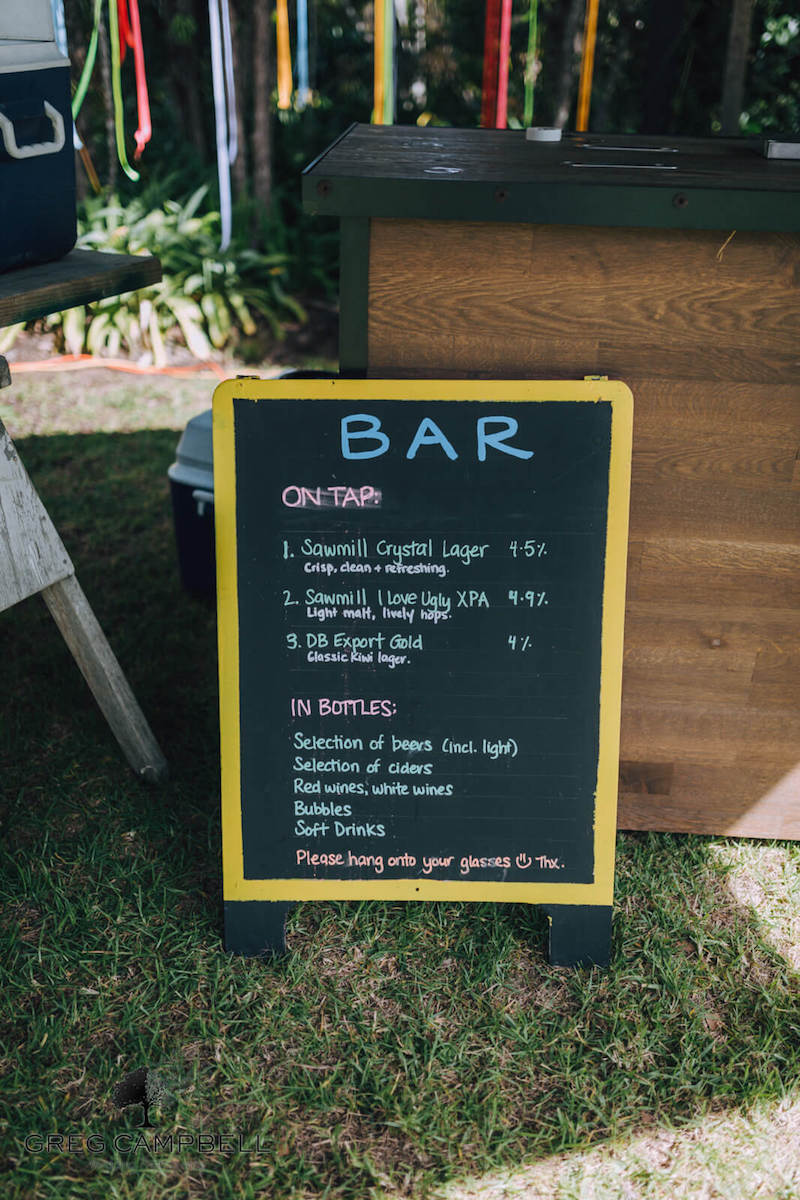 BAR
ON TAP:
1. Sawmill Crystal Lager 4.5%
Crisp, clean + refreshing.
2. Sawmill I Love Ugly XPA 4.9%
Light malt, lively hops.
3. DB Export Gold 4%
Classic Kiwi lager.
IN BOTTLES:
Selection of beers (incl. light)
Selection of ciders
Red wines, white wines
Bubbles
Soft Drinks
Please hang onto your glasses Thx.
GREG CAMPBELL